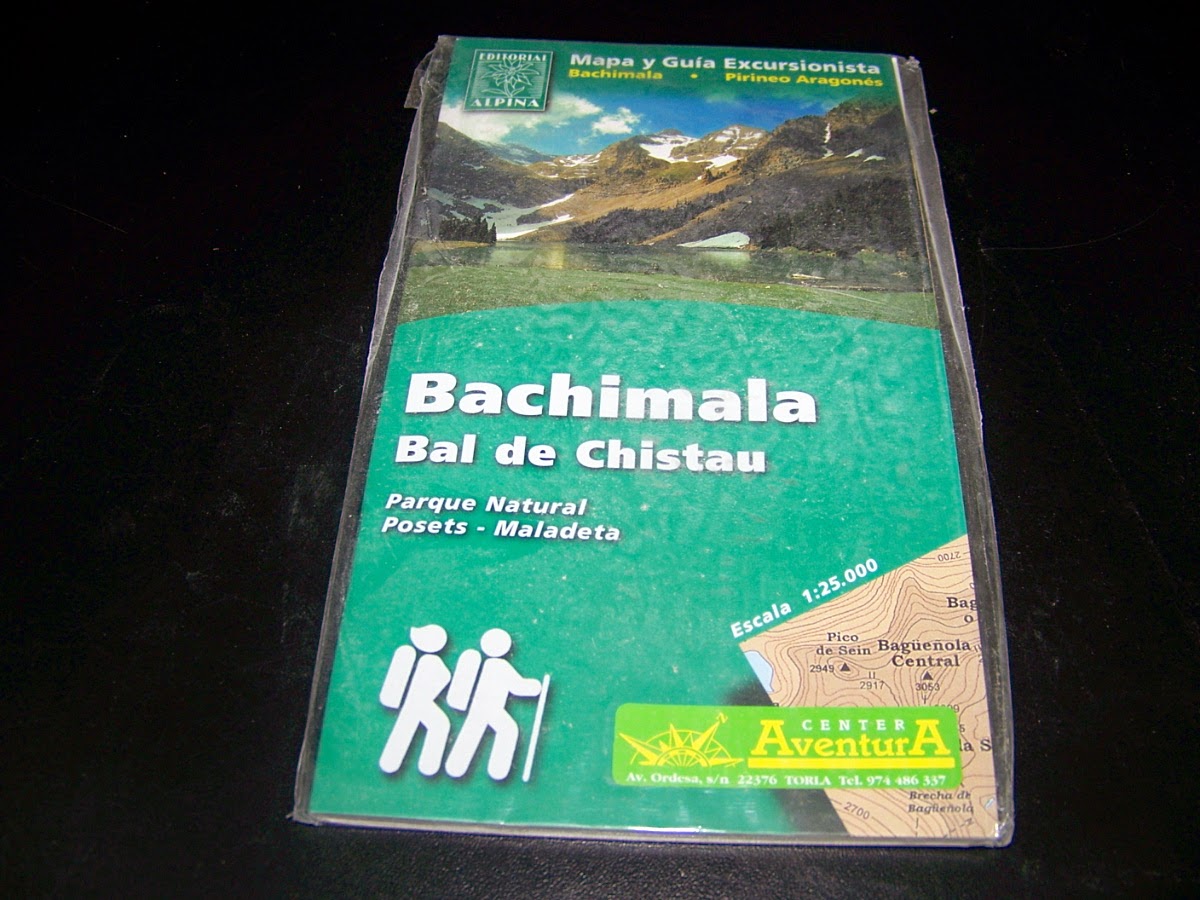 EDITORIAL
ALPINA
Mapa y Guía Excursionista
Bachimala • Pirineo Aragonés
Bachimala
Bal de Chistau
Parque Natural
Posets - Maladeta
Escala 1:25.000
2700
Bag
Pico
de Sein
2949
Bagüeñola
Central
2917
3053
CENTER
AventurA
Av. Ordesa, s/n 22376 TORLA Tel. 974 486 337
Brecha de
Bagüeñola
2700